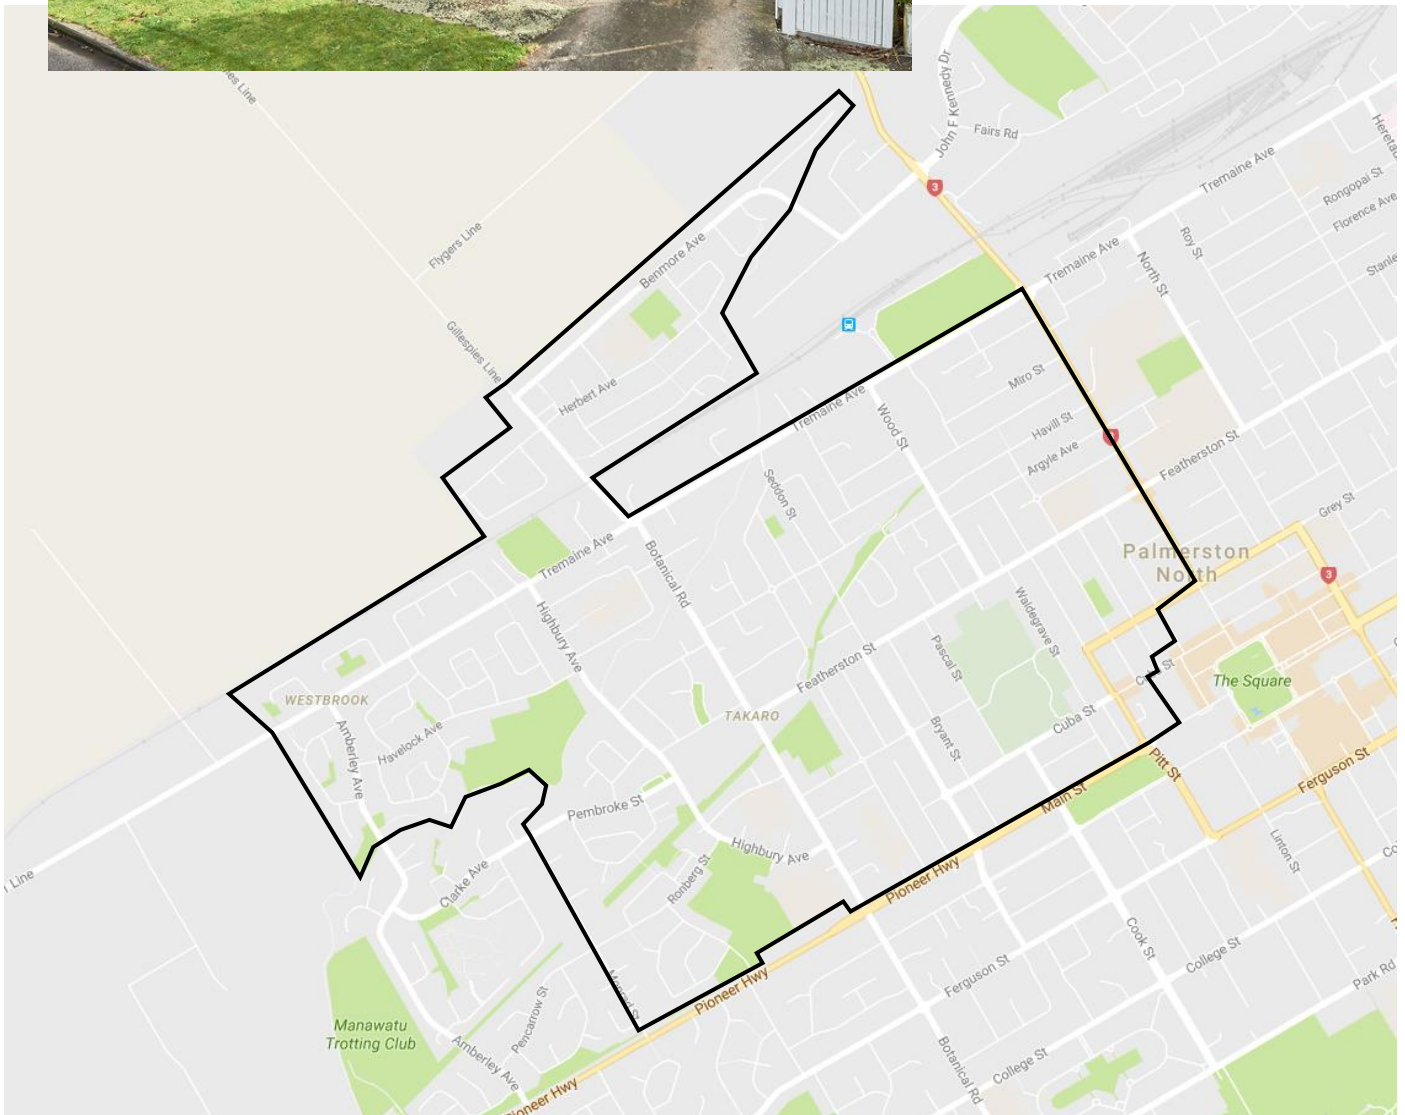 John F Kennedy Dr
Fairs Rd
3
Tremaine Ave
Rongopai St
Florence Ave
Flygers Line
Benmore Ave
Tremaine Ave
Roy St
North St
Gillespies Line
Herbert Ave
Tremaine Ave
Wood St
Miro St
Havill St
Argyle Ave
Featherston St
Seddon St
Grey St
Palmerston
North
3
Tremaine Ave
Botanical Rd
Highbury Ave
Waldegrave St
Pascal St
Featherston St
The Square
WESTBROOK
TAKARO
Amberley Ave
Havelock Ave
Bryant St
Cuba St
Pitt St
Ferguson St
Main St
Pembroke St
Highbury Ave
Linton St
Line
Clarke Ave
Ronberg St
Pioneer Hwy
Cook St
College St
Ferguson St
Park Rd
Pioneer Hwy
Manawatu
Trotting Club
Pencarrow St
Amberley Ave
Botanical Rd
College St
Pioneer Hwy